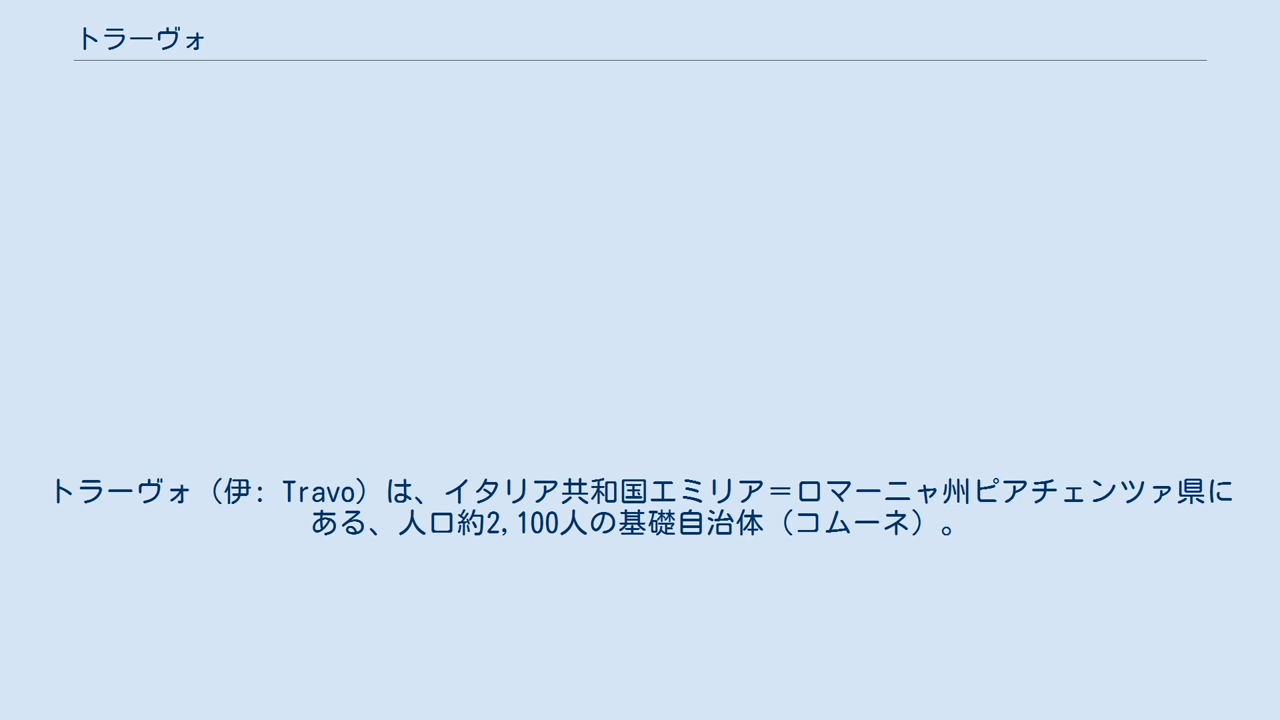 トラーヴォ
トラーヴォ（伊: Travo）は、イタリア共和国エミリア＝ロマーニャ州ピアチェンツァ県に
ある、人口約2,100人の基礎自治体（コムーネ）。